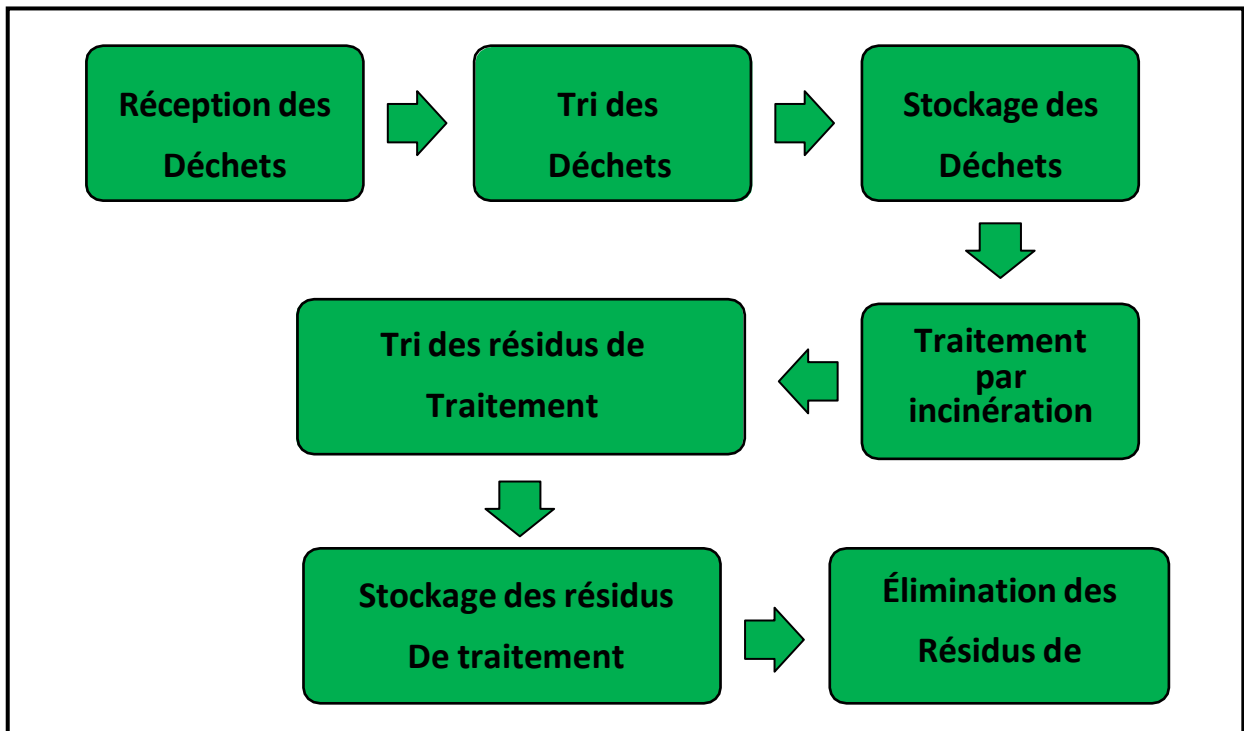 Réception des
Déchets
Tri des
Déchets
Stockage des
Déchets
Traitement
par
incinération
Tri des résidus de
Traitement
Stockage des résidus
De traitement
Élimination des
Résidus de